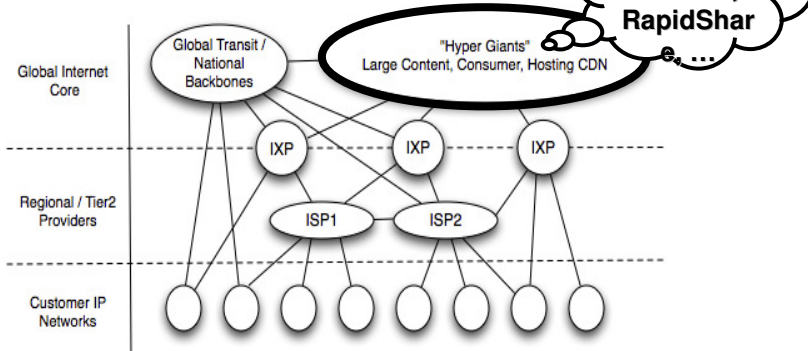 RapidShar
e, ...
Global Transit /
National
Backbones
"Hyper Giants"
Large Content, Consumer, Hosting CDN
Global Internet
Core
IXP
IXP
IXP
Regional / Tier2
Providers
ISP1
ISP2
Customer IP
Networks